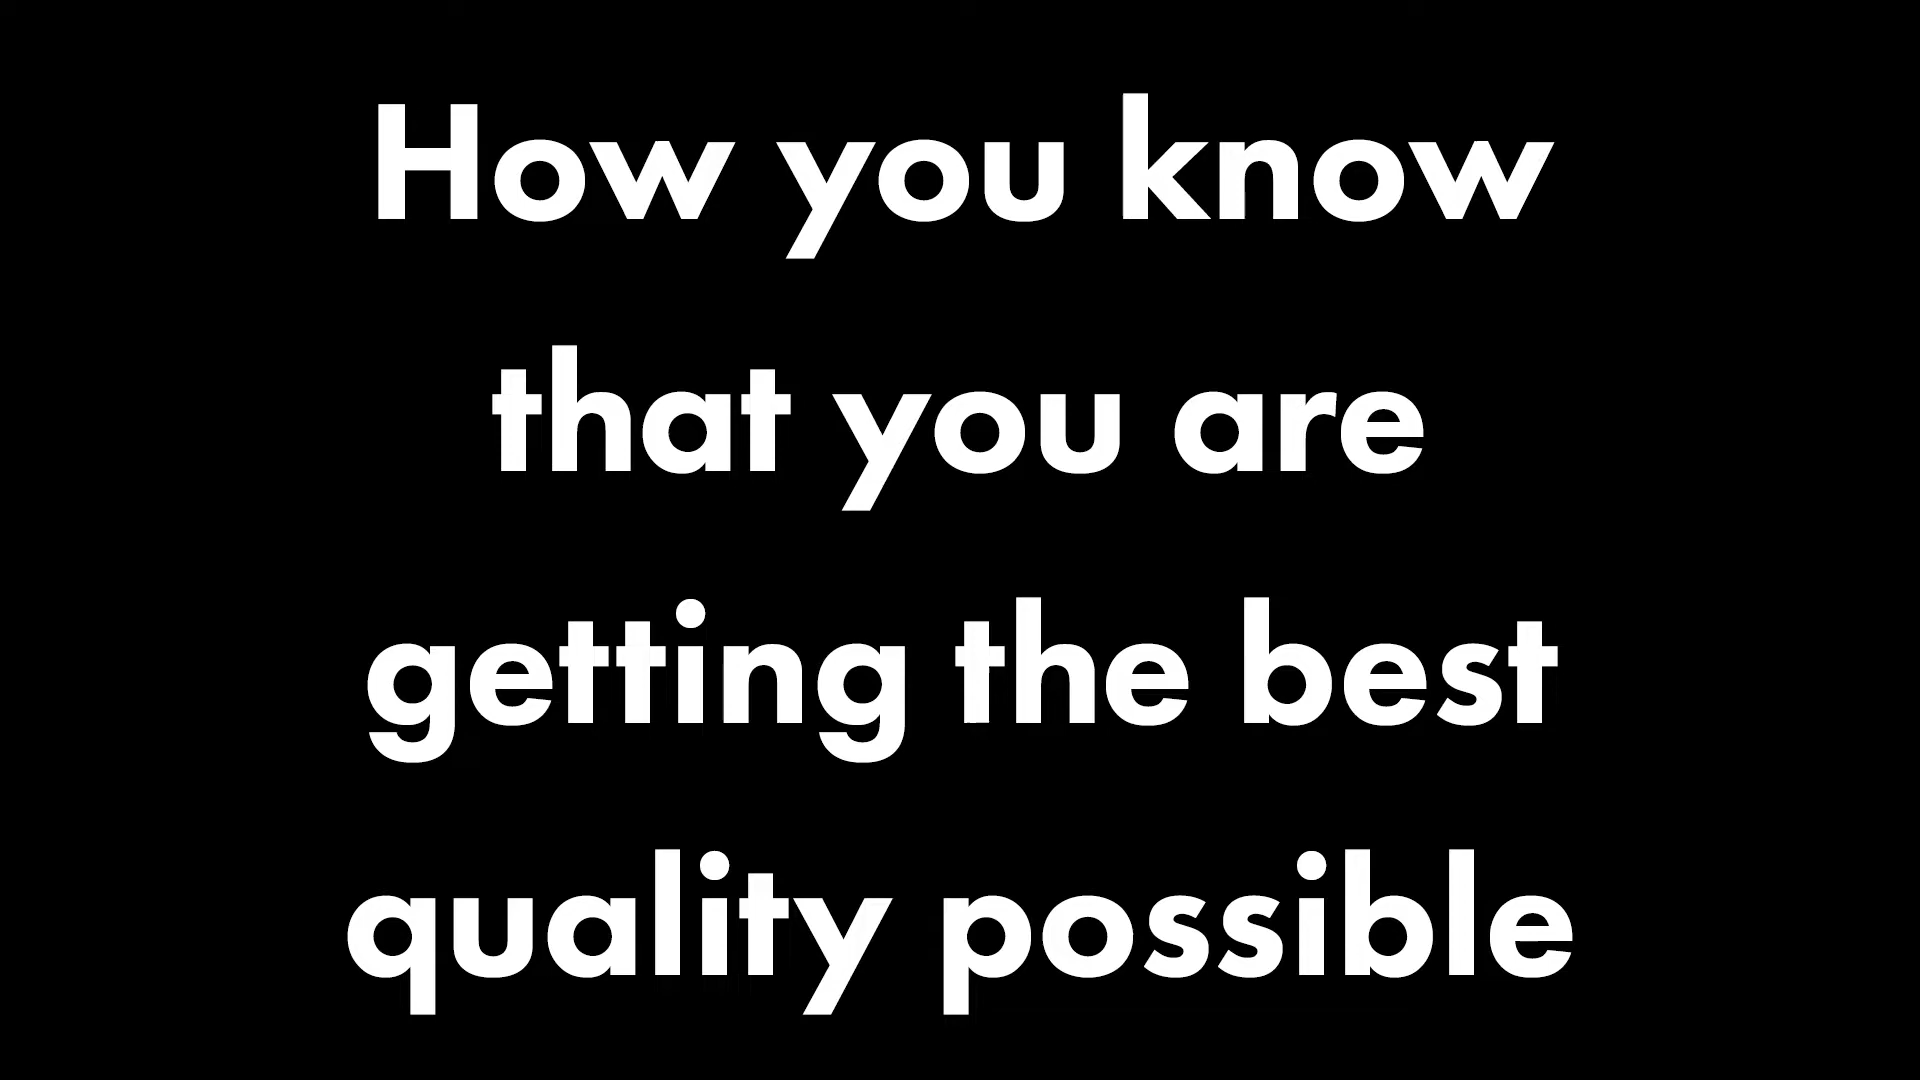 How you know
that you are
getting the best
quality possible